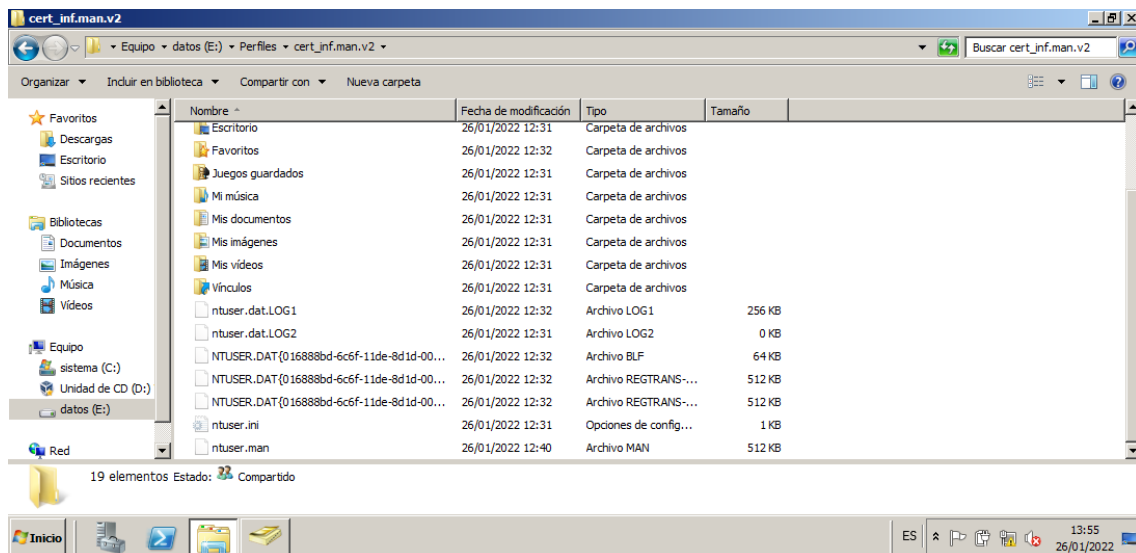 cert_inf.man.v2
Equipo datos (E:) Perfiles cert_inf.man.v2
Buscar cert_inf.man.v2
Organizar Incluir en biblioteca Compartir con Nueva carpeta
Nombre Fecha de modificación Tipo Tamaño
Favoritos
Descargas
Escritorio
Sitios recientes
Bibliotecas
Documentos
Imágenes
Música
Vídeos
Equipo
sistema (C:)
Unidad de CD (D:)
datos (E:)
Red
Escritorio 26/01/2022 12:31 Carpeta de archivos
Favoritos 26/01/2022 12:32 Carpeta de archivos
Juegos guardados 26/01/2022 12:31 Carpeta de archivos
Mi música 26/01/2022 12:31 Carpeta de archivos
Mis documentos 26/01/2022 12:31 Carpeta de archivos
Mis imágenes 26/01/2022 12:31 Carpeta de archivos
Mis vídeos 26/01/2022 12:31 Carpeta de archivos
Vínculos 26/01/2022 12:31 Carpeta de archivos
ntuser.dat.LOG1 26/01/2022 12:32 Archivo LOG1 256 KB
ntuser.dat.LOG2 26/01/2022 12:31 Archivo LOG2 0 KB
NTUSER.DAT{016888bd-6c6f-11de-8d1d-00... 26/01/2022 12:32 Archivo BLF 64 KB
NTUSER.DAT{016888bd-6c6f-11de-8d1d-00... 26/01/2022 12:32 Archivo REGTRANS-... 512 KB
NTUSER.DAT{016888bd-6c6f-11de-8d1d-00... 26/01/2022 12:32 Archivo REGTRANS-... 512 KB
ntuser.ini 26/01/2022 12:31 Opciones de config... 1 KB
ntuser.man 26/01/2022 12:40 Archivo MAN 512 KB
19 elementos Estado: Compartido
Inicio
ES
13:55
26/01/2022